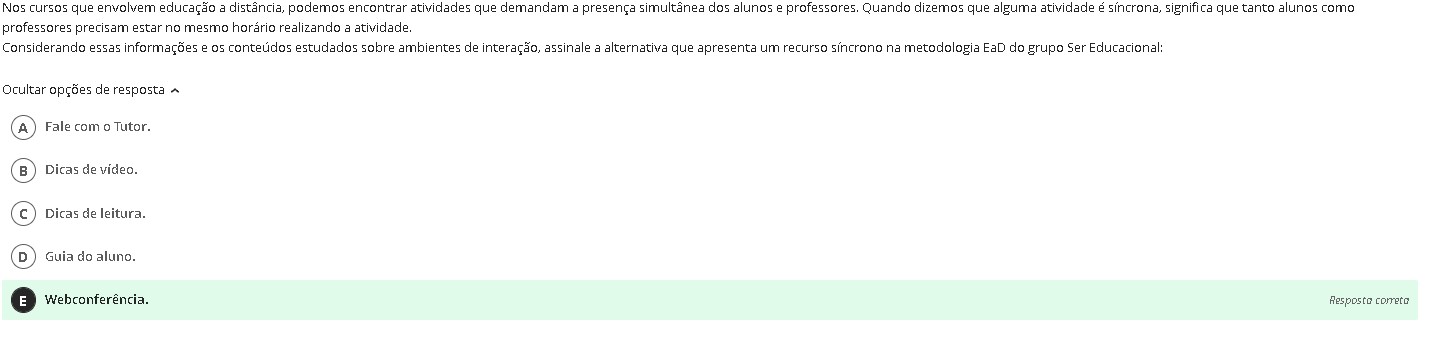 Nos cursos que envolvem educação a distância, podemos encontrar atividades que demandam a presença simultânea dos alunos e professores. Quando dizemos que alguma atividade é síncrona, significa que tanto alunos como
professores precisam estar no mesmo horário realizando a atividade.
Considerando essas informações e os conteúdos estudados sobre ambientes de interação, assinale a alternativa que apresenta um recurso síncrono na metodologia EaD do grupo Ser Educacional:
Ocultar opções de resposta
A Fale com o Tutor.
B Dicas de vídeo.
C Dicas de leitura.
D Guia do aluno.
E Webconferência. Resposta correta